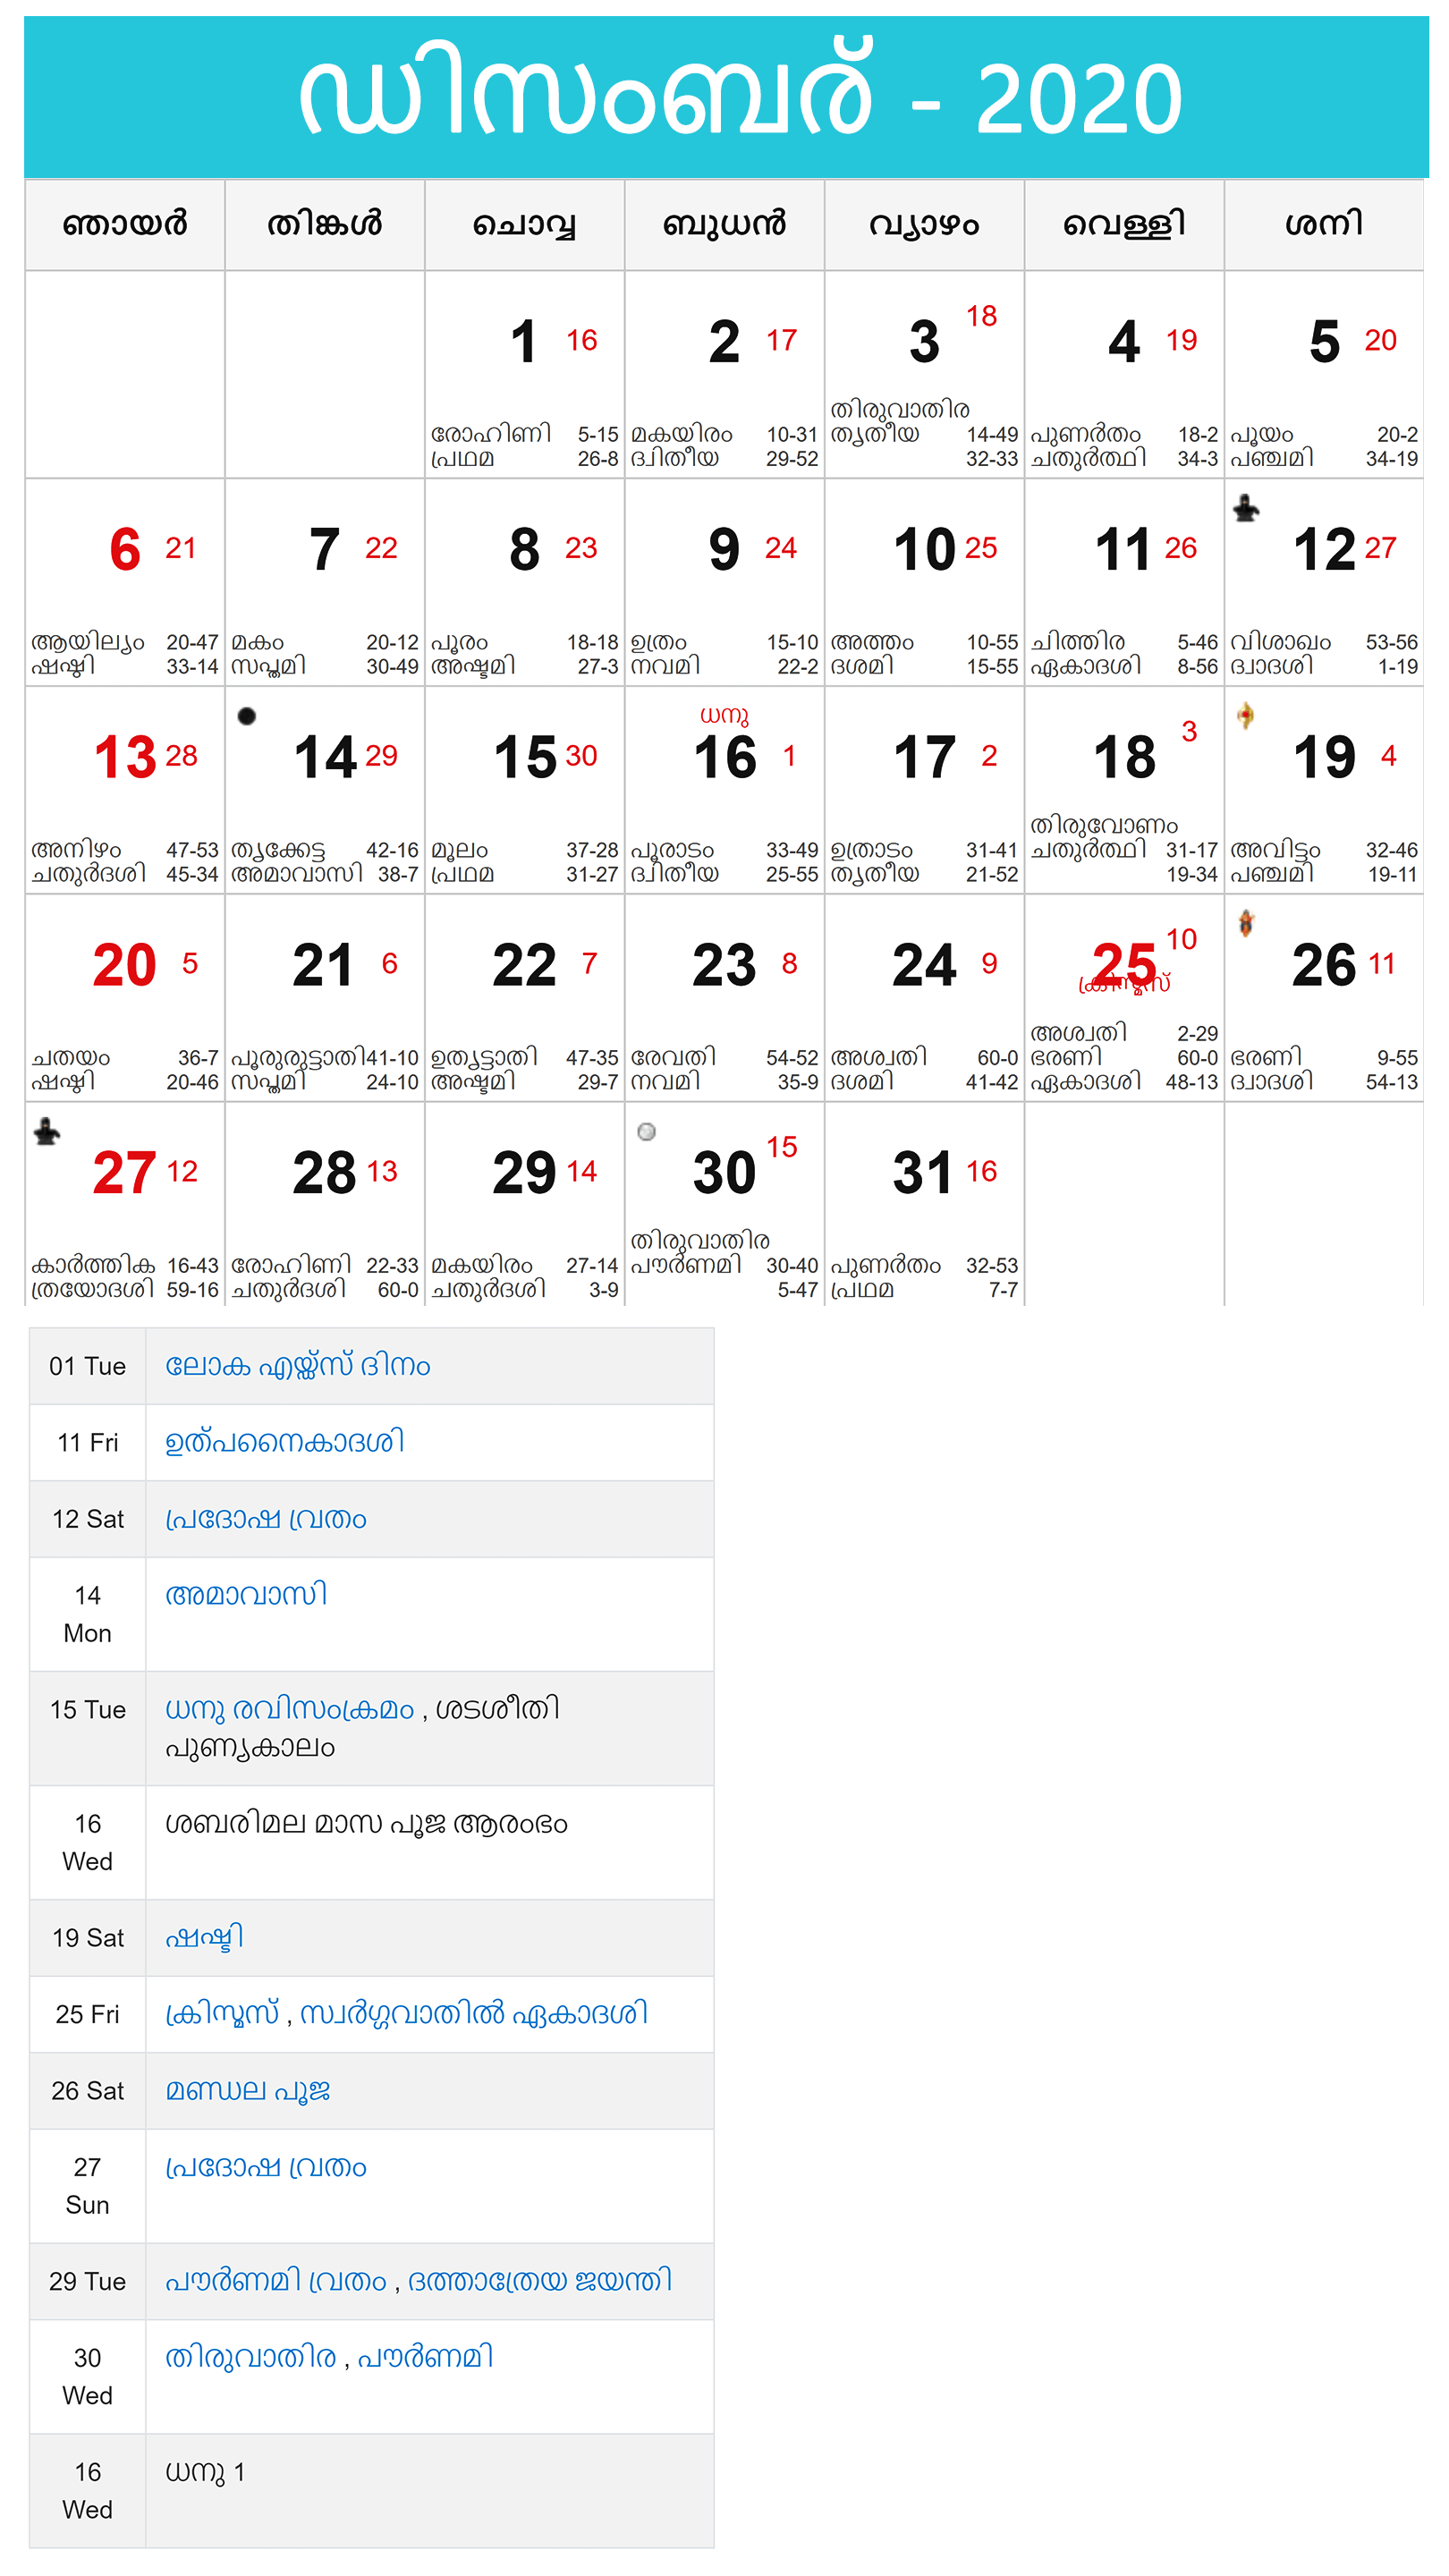 ഡിസംബര് - 2020
ഞായർ തിങ്കൾ ചൊവ്വ ബുധൻ വ്യാഴം വെള്ളി ശനി
1 16 2 17 3 18 4 19 5 20
തിരുവാതിര
രോഹിണി 5-15 മകയിരം 10-31 തൃതീയ 14-49 പുണർതം 18-2 പൂയം 20-2
പ്രഥമ 26-8 ദ്വിതീയ 29-52 32-33 ചതുർത്ഥി 34-3 പഞ്ചമി 34-19
6 21 7 22 8 23 9 24 10 25 11 26 12 27
ആയില്യം 20-47 മകം 20-12 പൂരം 18-18 ഉത്രം 15-10 അത്തം 10-55 ചിത്തിര 5-46 വിശാഖം 53-56
ഷഷ്ഠി 33-14 സപ്തമി 30-49 അഷ്ടമി 27-3 നവമി 22-2 ദശമി 15-55 ഏകാദശി 8-56 ദ്വാദശി 1-19
ധനു
13 28 14 29 15 30 16 1 17 2 18 3 19 4
തിരുവോണം
അനിഴം 47-53 തൃക്കേട്ട 42-16 മൂലം 37-28 പൂരാടം 33-49 ഉത്രാടം 31-41 ചതുർത്ഥി 31-17 അവിട്ടം 32-46
ചതുർദശി 45-34 അമാവാസി 38-7 പ്രഥമ 31-27 ദ്വിതീയ 25-55 തൃതീയ 21-52 19-34 പഞ്ചമി 19-11
20 5 21 6 22 7 23 8 24 9 25 10 26 11
ക്രിസ്മസ്
അശ്വതി 2-29
ചതയം 36-7 പൂരുരുട്ടാതി 41-10 ഉതൃട്ടാതി 47-35 രേവതി 54-52 അശ്വതി 60-0 ഭരണി 60-0 ഭരണി 9-55
ഷഷ്ഠി 20-46 സപ്തമി 24-10 അഷ്ടമി 29-7 നവമി 35-9 ദശമി 41-42 ഏകാദശി 48-13 ദ്വാദശി 54-13
27 12 28 13 29 14 30 15 31 16
തിരുവാതിര
കാർത്തിക 16-43 രോഹിണി 22-33 മകയിരം 27-14 പൗർണമി 30-40 പുണർതം 32-53
ത്രയോദശി 59-16 ചതുർദശി 60-0 ചതുർദശി 3-9 5-47 പ്രഥമ 7-7
01 Tue ലോക എയ്ഡ്സ് ദിനം
11 Fri ഉത്പനൈകാദശി
12 Sat പ്രദോഷ വ്രതം
14 അമാവാസി
Mon
15 Tue ധനു രവിസംക്രമം , ശടശീതി
പുണ്യകാലം
16 ശബരിമല മാസ പൂജ ആരംഭം
Wed
19 Sat ഷഷ്ടി
25 Fri ക്രിസ്മസ് , സ്വർഗ്ഗവാതിൽ ഏകാദശി
26 Sat മണ്ഡല പൂജ
27 പ്രദോഷ വ്രതം
Sun
29 Tue പൗർണമി വ്രതം , ദത്താത്രേയ ജയന്തി
30 തിരുവാതിര , പൗർണമി
Wed
16 ധനു 1
Wed